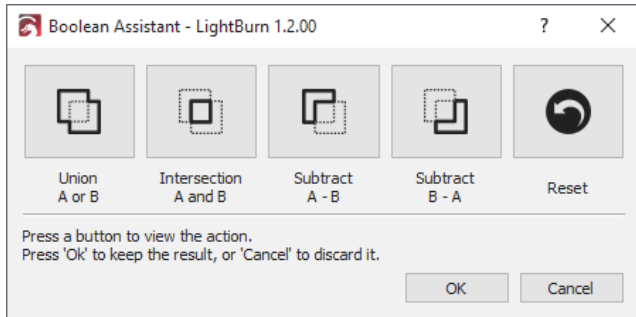 Boolean Assistant - LightBurn 1.2.00 ?
Union Intersection Subtract Subtract Reset
A or B A and B A - B B - A
Press a button to view the action.
Press 'Ok' to keep the result, or 'Cancel' to discard it.
OK Cancel